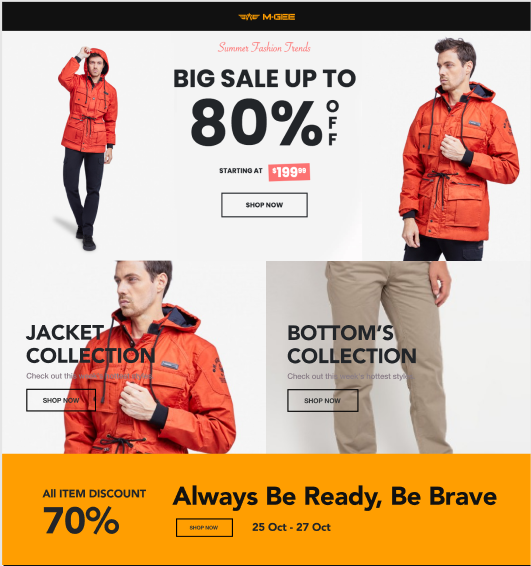 M·GEE
Summer Fashion Trends
BIG SALE UP TO
80% OFF
STARTING AT $199.99
SHOP NOW
JACKET
COLLECTION
Check out this
SHOP NOW
BOTTOM'S
COLLECTION
Check out this week's hottest styles
SHOP NOW
All ITEM DISCOUNT
70%
Always Be Ready, Be Brave
SHOP NOW
25 Oct - 27 Oct